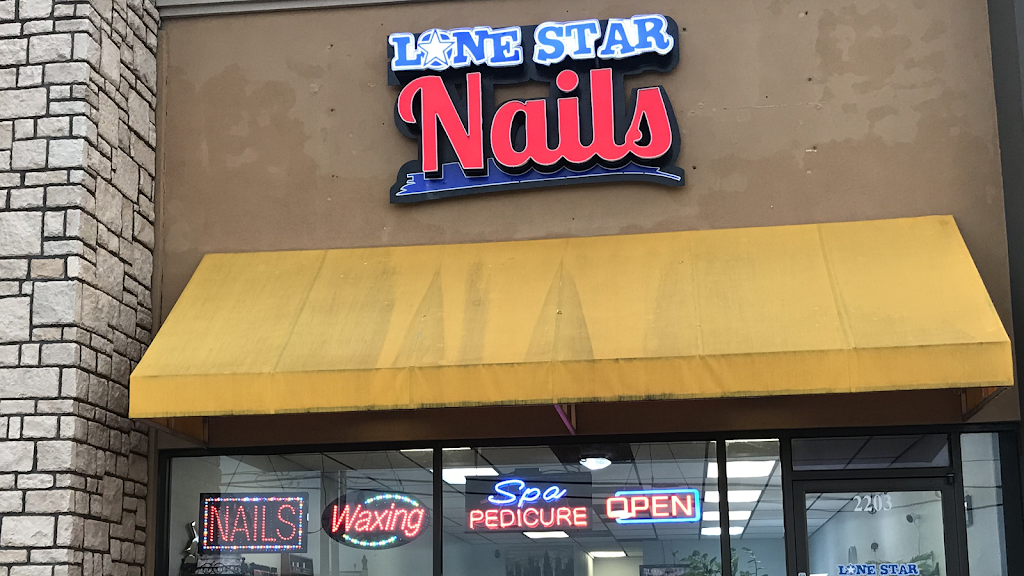 LONE STAR
Nails
NAILS
Waxing
Spa
PEDICURE
OPEN
2203
LONE STAR